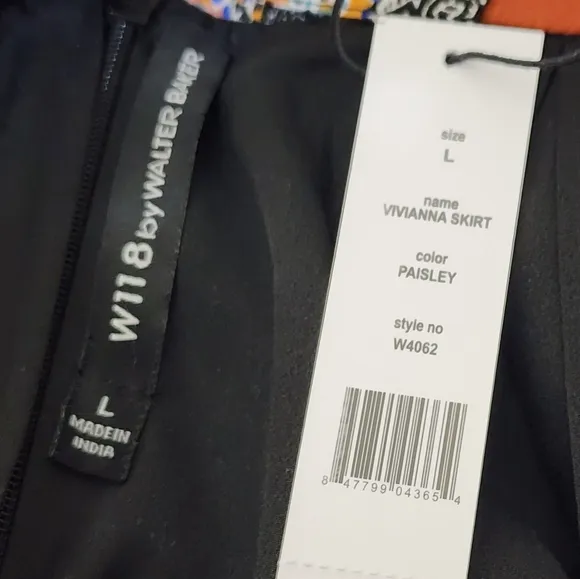 W118 by WALTER BAKER
L
MADE IN
INDIA
size
L
name
VIVIANNA SKIRT
color
PAISLEY
style no
W4062
8 47799 04365 4